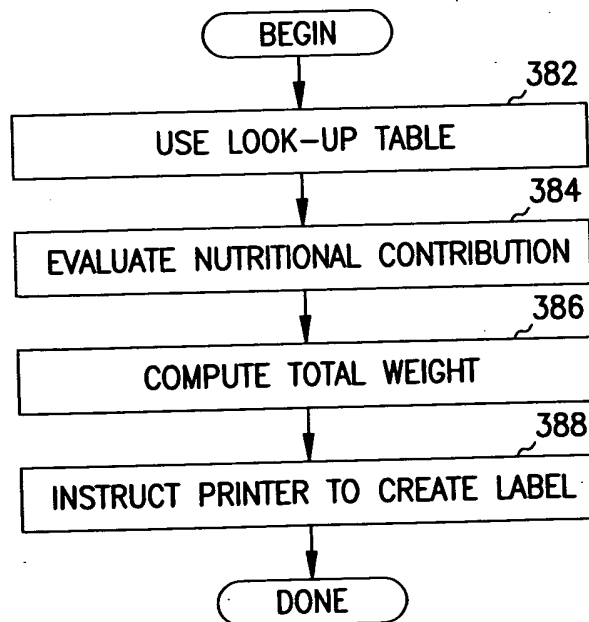 BEGIN
382
USE LOOK-UP TABLE
384
EVALUATE NUTRITIONAL CONTRIBUTION
386
COMPUTE TOTAL WEIGHT
388
INSTRUCT PRINTER TO CREATE LABEL
DONE